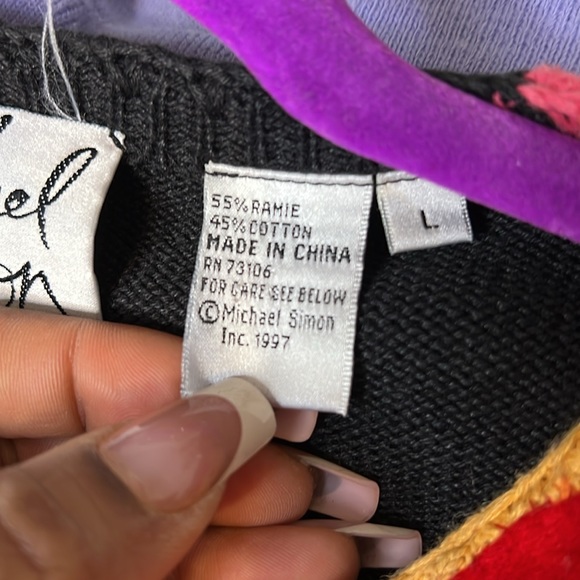 55% RAMIE
45% COTTON
MADE IN CHINA
RN 73106
FOR CARE SEE BELOW
©Michael Simon
Inc. 1997
L.